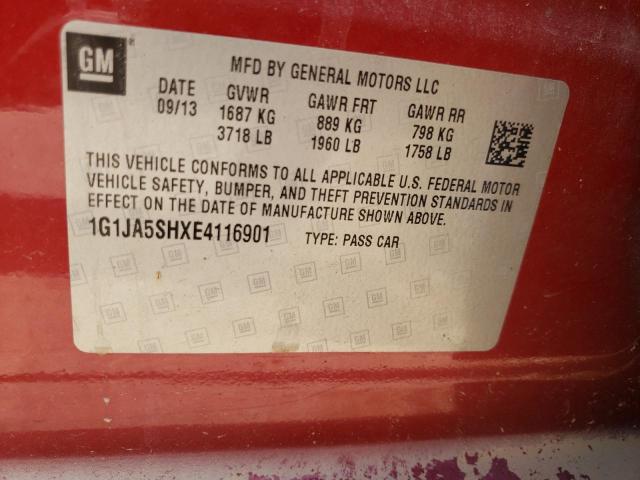 GM
MFD BY GENERAL MOTORS LLC
DATE GVWR GAWR FRT GAWR RR
09/13 1687 KG 889 KG 798 KG
3718 LB 1960 LB 1758 LB
THIS VEHICLE CONFORMS TO ALL APPLICABLE U.S. FEDERAL MOTOR
VEHICLE SAFETY, BUMPER, AND THEFT PREVENTION STANDARDS IN
EFFECT ON THE DATE OF MANUFACTURE SHOWN ABOVE.
1G1JA5SHXE4116901 TYPE: PASS CAR